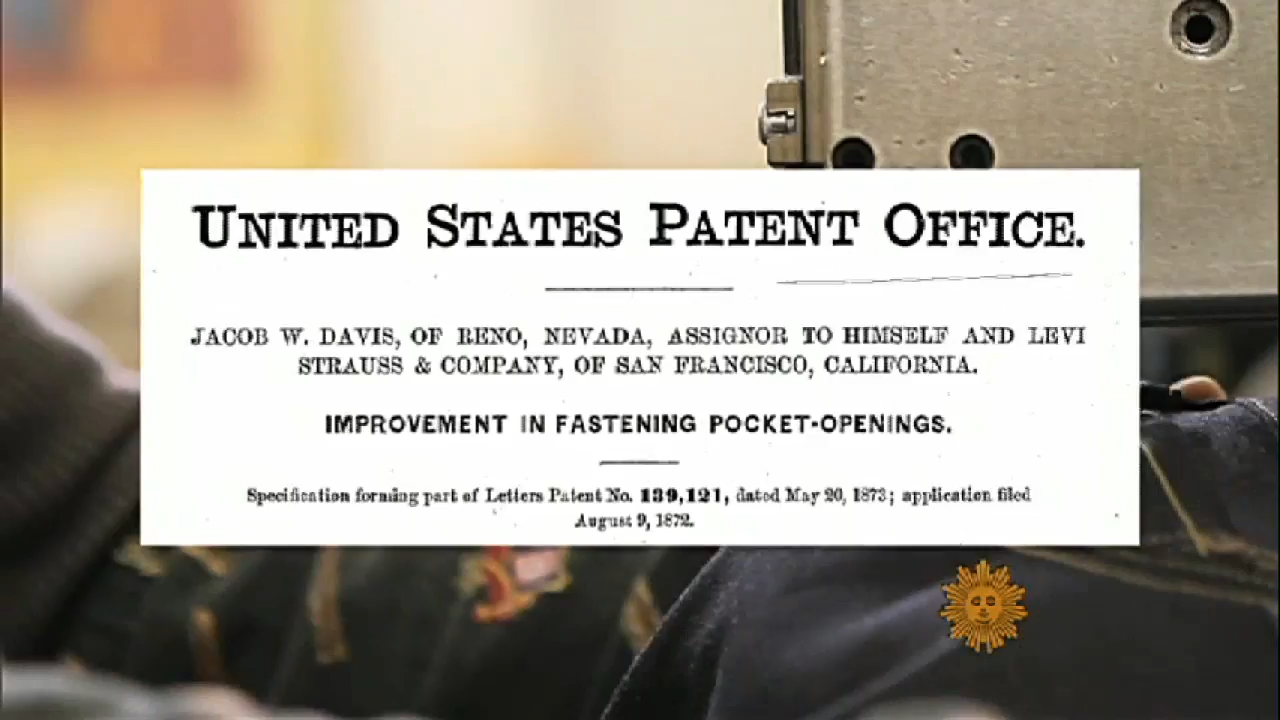 UNITED STATES PATENT OFFICE.
JACOB W. DAVIS, OF RENO, NEVADA, ASSIGNOR TO HIMSELF AND LEVI
STRAUSS & COMPANY, OF SAN FRANCISCO, CALIFORNIA.
IMPROVEMENT IN FASTENING POCKET-OPENINGS.
Specification forming part of Letters Patent No. 139,121, dated May 20, 1873; application filed
August 9, 1872.